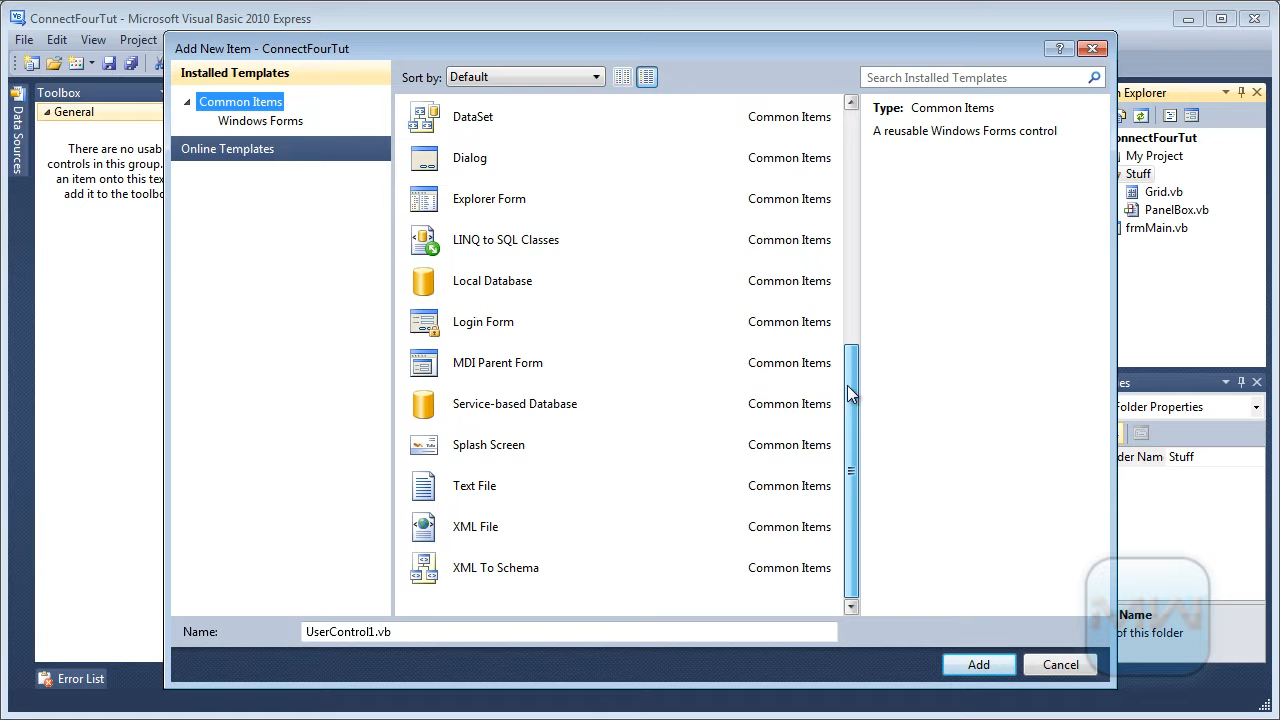 ConnectFourTut - Microsoft Visual Basic 2010 Express
File Edit View Project
Add New Item - ConnectFourTut
Installed Templates
Common Items
Windows Forms
Online Templates
Sort by: Default
Search Installed Templates
DataSet Common Items
Dialog Common Items
Explorer Form Common Items
LINQ to SQL Classes Common Items
Local Database Common Items
Login Form Common Items
MDI Parent Form Common Items
Service-based Database Common Items
Splash Screen Common Items
Text File Common Items
XML File Common Items
XML To Schema Common Items
Type: Common Items
A reusable Windows Forms control
Name: UserControl1.vb
Add Cancel
Data Sources
Toolbox
General
There are no usab
controls in this group.
an item onto this tex
add it to the toolbo
Error List
n Explorer
onnectFourTut
My Project
Stuff
Grid.vb
PanelBox.vb
frmMain.vb
es
older Properties
der Nam Stuff
Name
of this folder